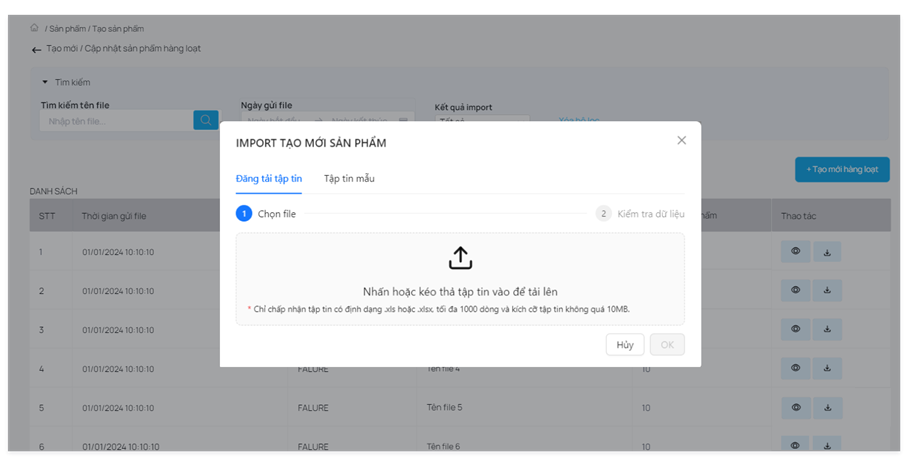 / Sản phẩm / Tạo sản phẩm
Tạo mới / Cập nhật sản phẩm hàng loạt
Tìm kiếm
Tìm kiếm tên file
Ngày gửi file
Kết quả import
Nhập tên file...
Xóa bộ lọc
IMPORT TẠO MỚI SẢN PHẨM
+ Tạo mới hàng loạt
Đăng tải tập tin
Tập tin mẫu
DANH SÁCH
STT
Thời gian gửi file
Thao tác
1 Chọn file
2 Kiểm tra dữ liệu
1 01/01/2024 10:10:10
Nhấn hoặc kéo thả tập tin vào để tải lên
* Chỉ chấp nhận tập tin có định dạng .xls hoặc .xlsx, tối đa 1000 dòng và kích cỡ tập tin không quá 10MB.
2 01/01/2024 10:10:10
3 01/01/2024 10:10:10
Hủy
OK
4 01/01/2024 10:10:10 FALURE Tên file 4 10
5 01/01/2024 10:10:10 FALURE Tên file 5 10
6 01/01/2024 10:10:10 FALURE Tên file 6 10